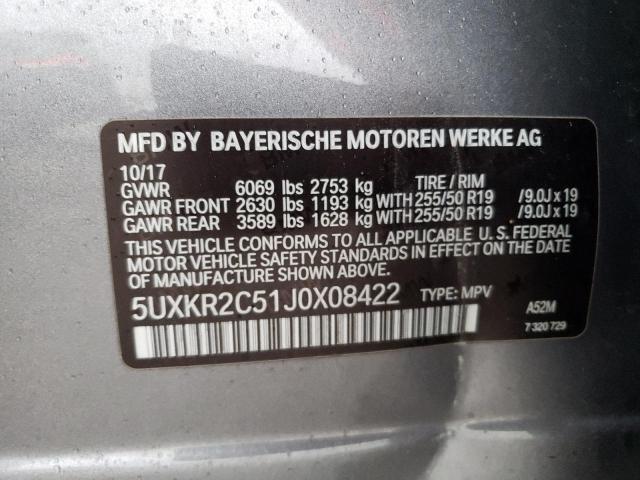 MFD BY BAYERISCHE MOTOREN WERKE AG
10/17
GVWR 6069 lbs 2753 kg TIRE / RIM
GAWR FRONT 2630 lbs 1193 kg WITH 255/50 R19 /9.0J x 19
GAWR REAR 3589 lbs 1628 kg WITH 255/50 R19 /9.0J x 19
THIS VEHICLE CONFORMS TO ALL APPLICABLE U. S. FEDERAL
MOTOR VEHICLE SAFETY STANDARDS IN EFFECT ON THE DATE
OF MANUFACTURE SHOWN ABOVE.
5UXKR2C51J0X08422 TYPE: MPV A52M
7 320 729